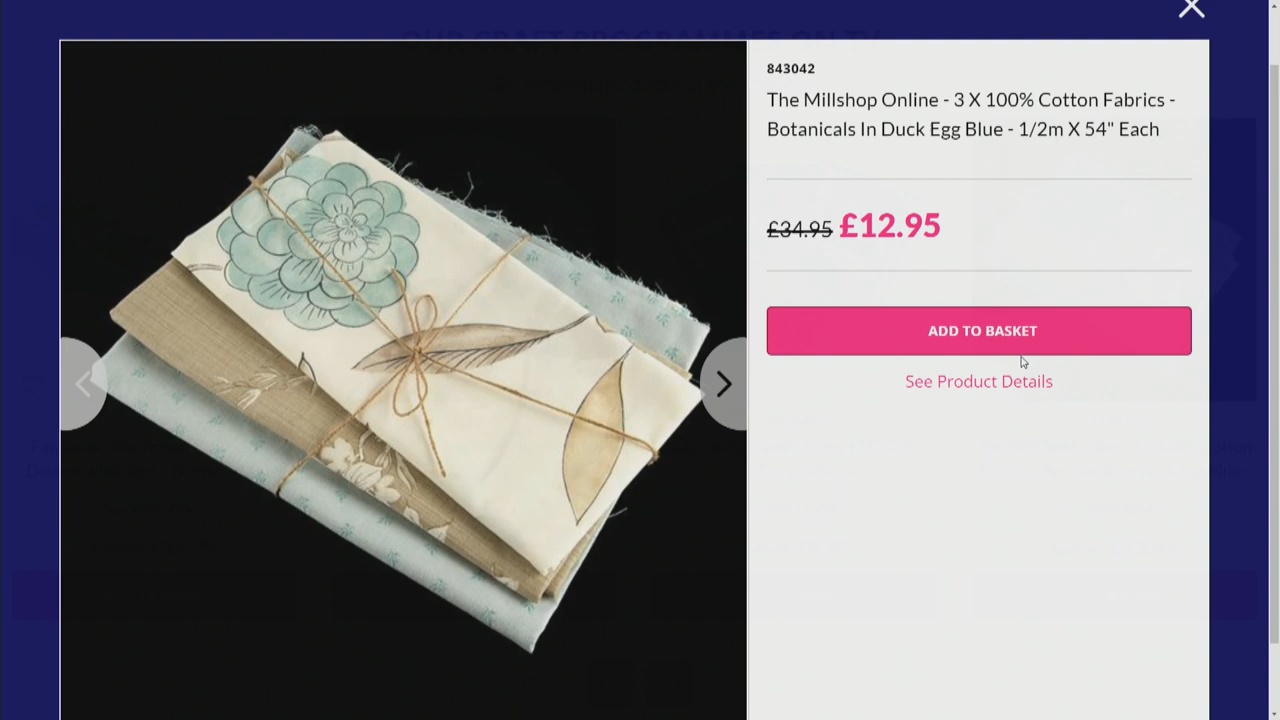 843042
The Millshop Online - 3 X 100% Cotton Fabrics -
Botanicals In Duck Egg Blue - 1/2m X 54" Each
£34.95 £12.95
ADD TO BASKET
See Product Details